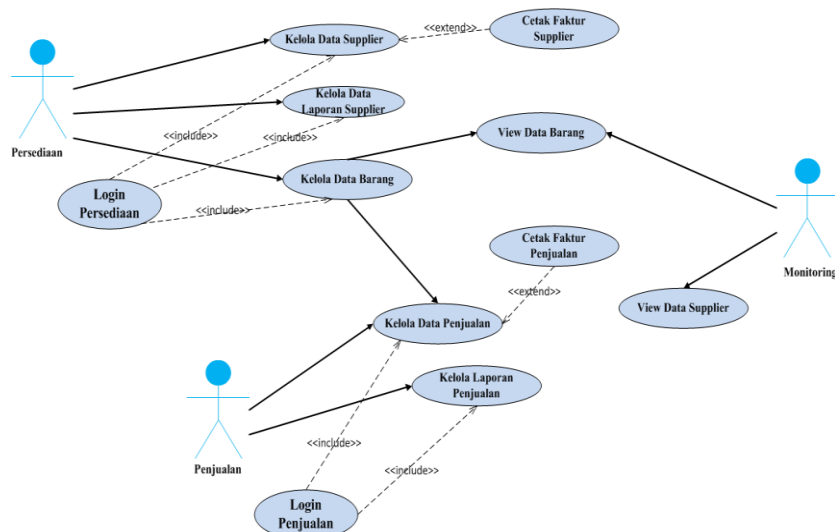 Kelola Data Supplier
<<extend>>
Cetak Faktur
Supplier
Kelola Data
Laporan Supplier
<<include>>
<<include>>
Persediaan
View Data Barang
Kelola Data Barang
Login
Persediaan
<<include>>
Cetak Faktur
Penjualan
Monitoring
<<extend>>
View Data Supplier
Kelola Data Penjualan
Kelola Laporan
Penjualan
<<include>>
Penjualan
<<include>>
Login
Penjualan